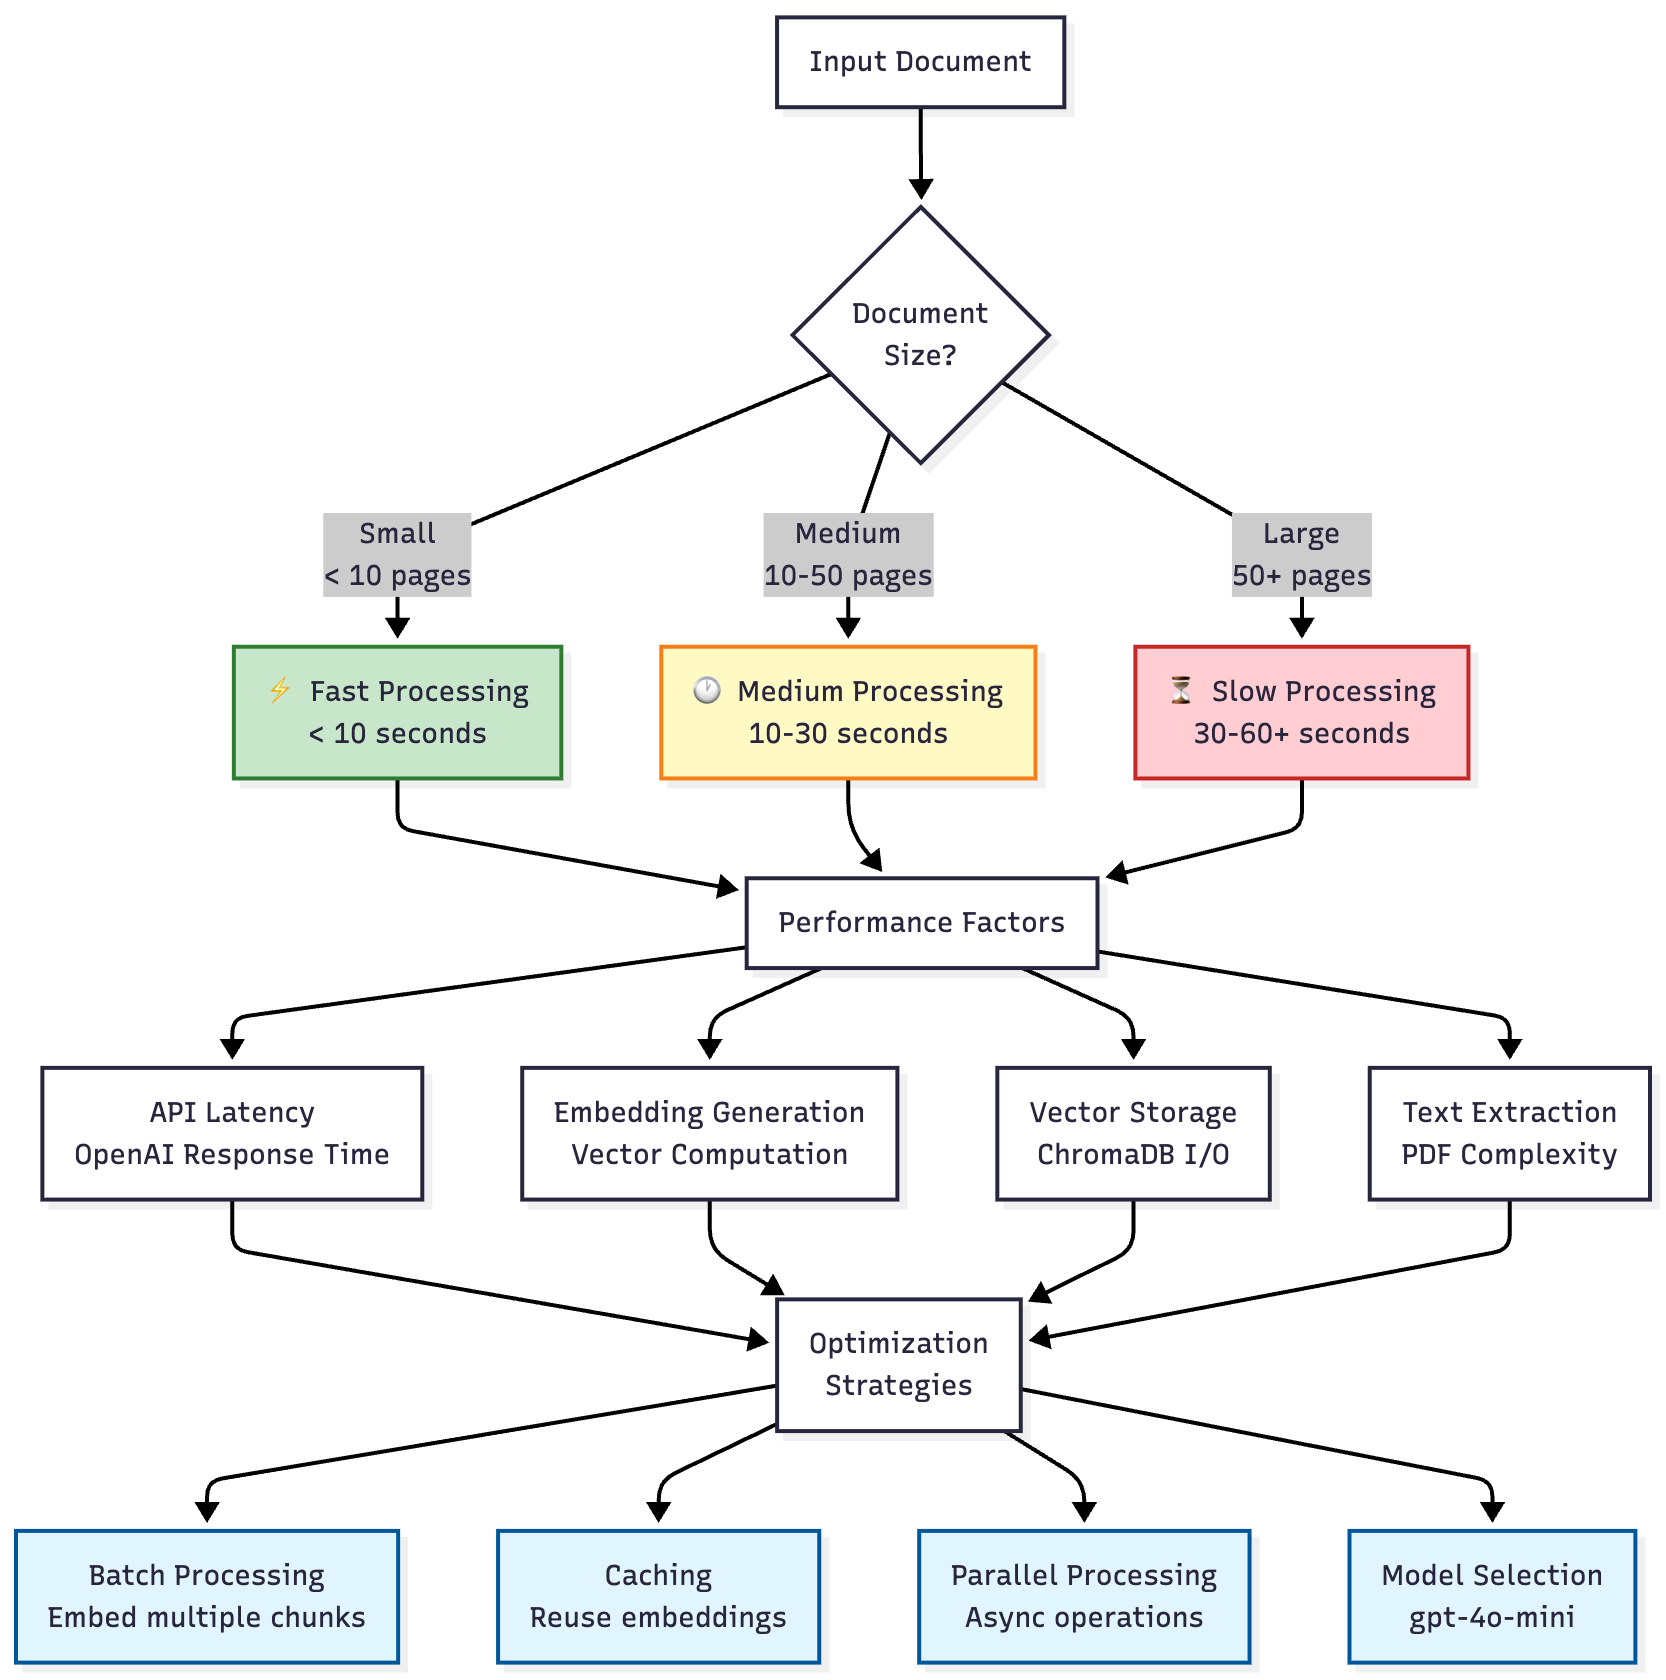 Input Document
Document
Size?
Small
< 10 pages
Medium
10-50 pages
Large
50+ pages
⚡ Fast Processing
< 10 seconds
🕐 Medium Processing
10-30 seconds
⏳ Slow Processing
30-60+ seconds
Performance Factors
API Latency
OpenAI Response Time
Embedding Generation
Vector Computation
Vector Storage
ChromaDB I/O
Text Extraction
PDF Complexity
Optimization
Strategies
Batch Processing
Embed multiple chunks
Caching
Reuse embeddings
Parallel Processing
Async operations
Model Selection
gpt-4o-mini